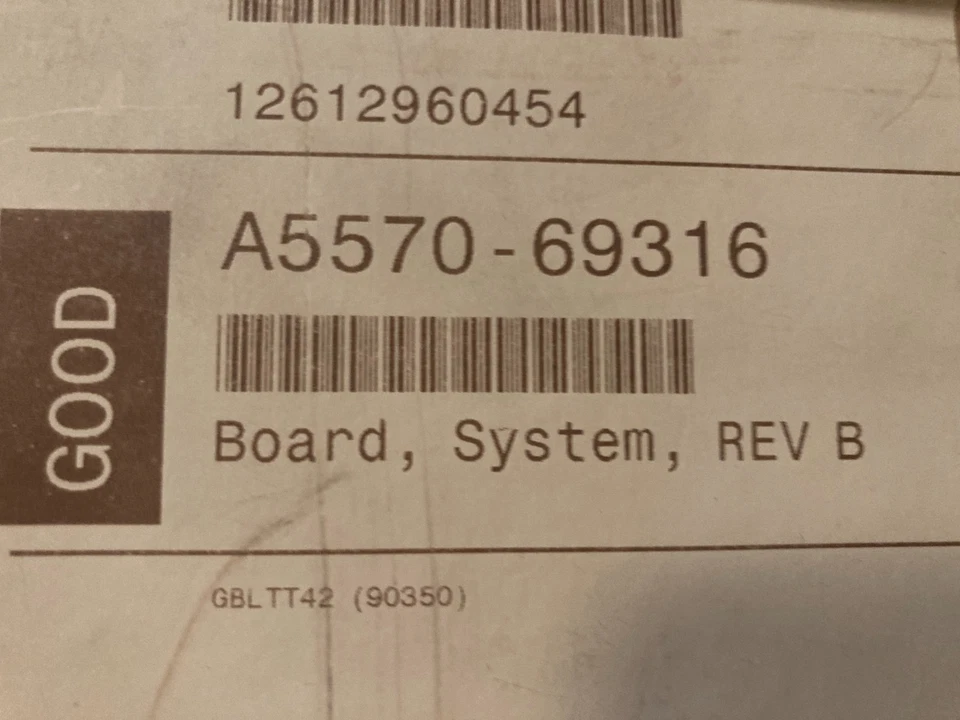 12612960454
A5570-69316
GOOD
Board, System, REV B
GBLTT42 (90350)